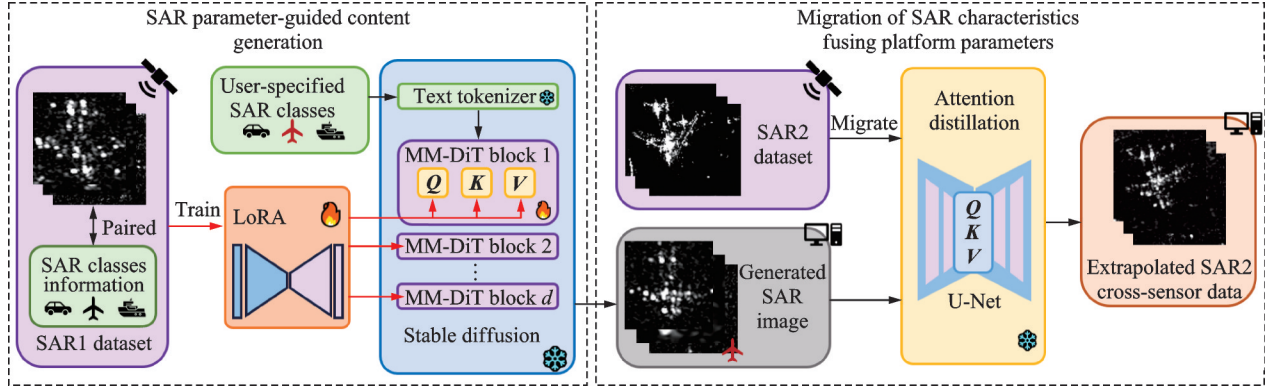 SAR parameter-guided content
generation
User-specified
SAR classes
Text tokenizer
MM-DiT block 1
Q K V
Paired
Train
LoRA
MM-DiT block 2
SAR classes
information
MM-DiT block d
SAR1 dataset
Stable diffusion
Migration of SAR characteristics
fusing platform parameters
SAR2
dataset
Migrate
Attention
distillation
Q
K
V
U-Net
Generated
SAR
image
Extrapolated SAR2
cross-sensor data